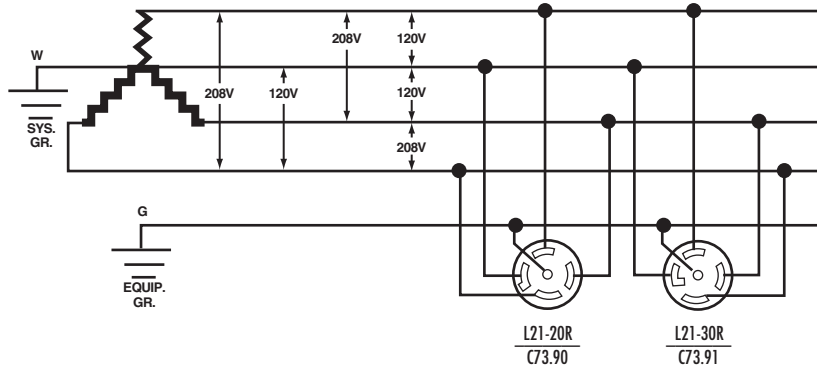 208V
120V
W
208V
120V
120V
SYS.
GR.
208V
G
EQUIP.
GR.
L21-20R
C73.90
L21-30R
C73.91